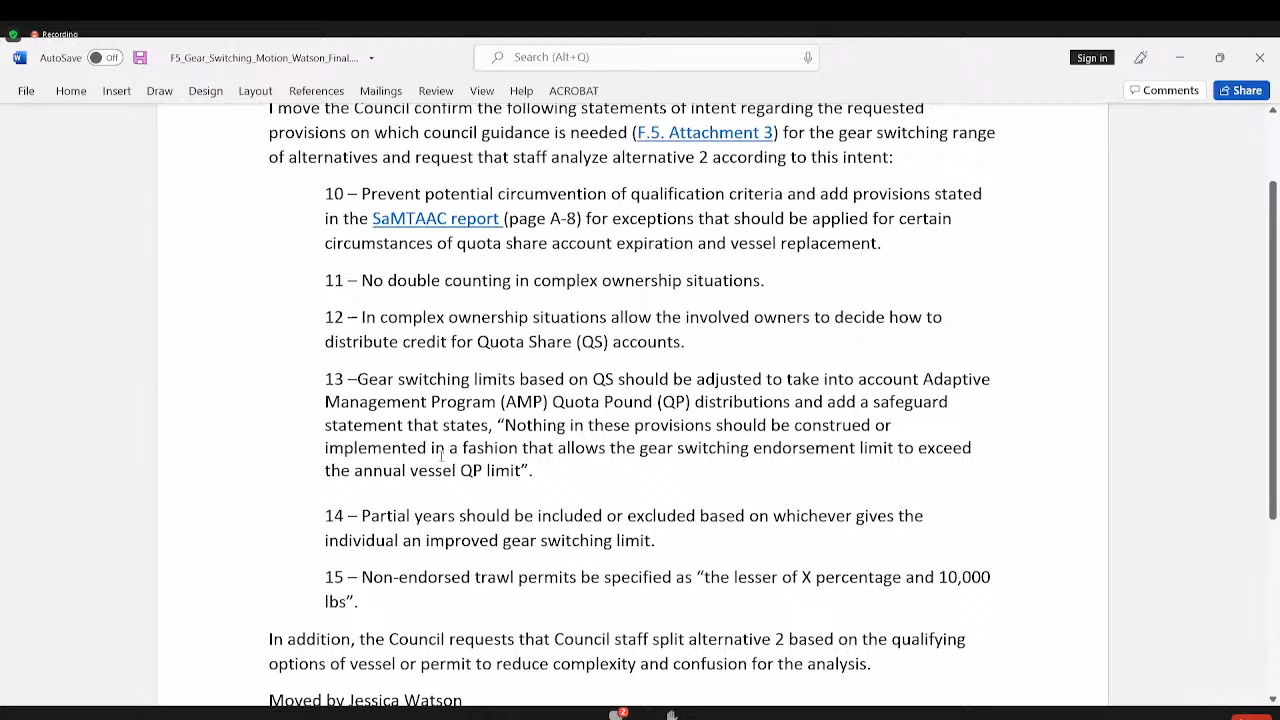 Recording
AutoSave Off F5_Gear_Switching_Motion_Watson_Final.... Search (Alt+Q) Sign in
File Home Insert Draw Design Layout References Mailings Review View Help ACROBAT Comments Share
I move the Council confirm the following statements of intent regarding the requested
provisions on which council guidance is needed (F.5. Attachment 3) for the gear switching range
of alternatives and request that staff analyze alternative 2 according to this intent:
10 – Prevent potential circumvention of qualification criteria and add provisions stated
in the SaMTAAC report (page A-8) for exceptions that should be applied for certain
circumstances of quota share account expiration and vessel replacement.
11 – No double counting in complex ownership situations.
12 – In complex ownership situations allow the involved owners to decide how to
distribute credit for Quota Share (QS) accounts.
13 –Gear switching limits based on QS should be adjusted to take into account Adaptive
Management Program (AMP) Quota Pound (QP) distributions and add a safeguard
statement that states, “Nothing in these provisions should be construed or
implemented in a fashion that allows the gear switching endorsement limit to exceed
the annual vessel QP limit”.
14 – Partial years should be included or excluded based on whichever gives the
individual an improved gear switching limit.
15 – Non-endorsed trawl permits be specified as “the lesser of X percentage and 10,000
lbs”.
In addition, the Council requests that Council staff split alternative 2 based on the qualifying
options of vessel or permit to reduce complexity and confusion for the analysis.
Moved by Jessica Watson
2